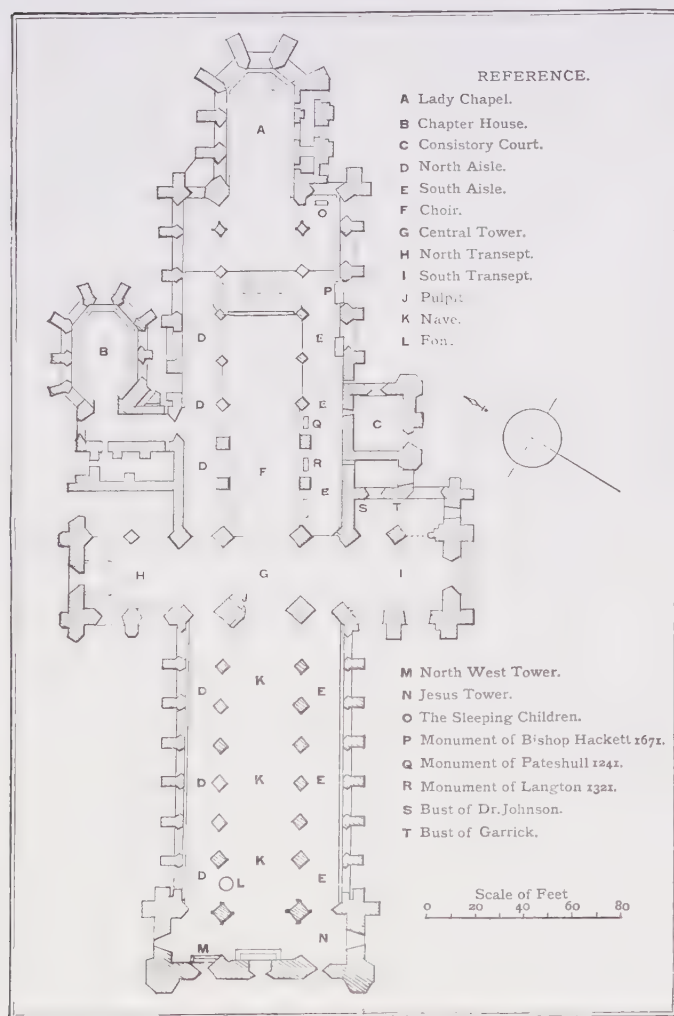 REFERENCE.
A Lady Chapel.
B Chapter House.
C Consistory Court.
D North Aisle.
E South Aisle.
F Choir.
G Central Tower.
H North Transept.
I South Transept.
J Pulpit
K Nave.
L Fon.
A
O
P
B
D
E
D
E
Q
C
D
F
R
E
S
T
H
G
I
J
K
D
E
D
K
E
K
D
L
E
N
M
M North West Tower.
N Jesus Tower.
O The Sleeping Children.
P Monument of Bishop Hackett 1671.
Q Monument of Pateshull 1241.
R Monument of Langton 1321.
S Bust of Dr. Johnson.
T Bust of Garrick.
Scale of Feet
0 20 40 60 80